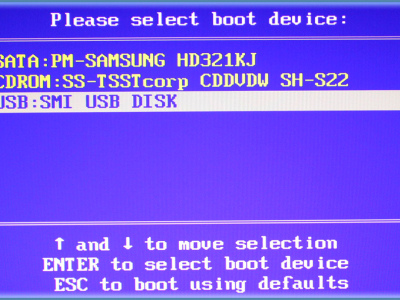 Please select boot device:
SATA:PM-SAMSUNG HD321KJ
CDROM:SS-TSSTcorp CDDVDW SH-S22
USB:SMI USB DISK
↑ and ↓ to move selection
ENTER to select boot device
ESC to boot using defaults